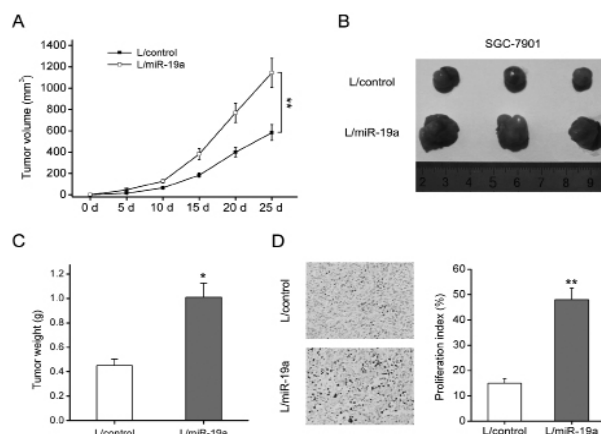 A
L/control
L/miR-19a
Tumor volume (mm³)
1400
1200
1000
800
600
400
200
0
**
0 d 5 d 10 d 15 d 20 d 25 d
B
SGC-7901
L/control
L/miR-19a
2 3 4 5 6 7 8 9
C
Tumor weight (g)
1.2
1.0
0.8
0.6
0.4
0.2
0.0
*
L/control L/miR-19a
D
L/control
L/miR-19a
Proliferation index (%)
60
50
40
30
20
10
0
**
L/control L/miR-19a